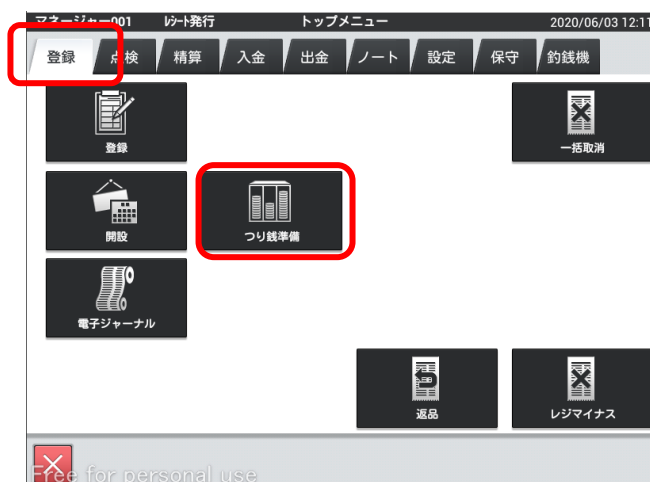 マネージャー001 ﾚｼｰﾄ発行 トップメニュー 2020/06/03 12:11
登録 点検 精算 入金 出金 ノート 設定 保守 釣銭機
登録 一括取消
開設 つり銭準備
電子ジャーナル
返品 レジマイナス
Free for personal use